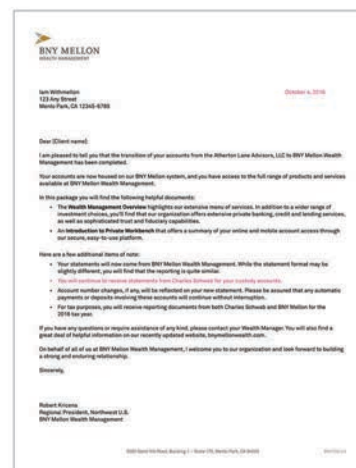 BNY MELLON
WEALTH MANAGEMENT
Iam Withmellon
123 Any Street
Menlo Park, CA 12345-6789
October 4, 2016
Dear [Client name]:
I am pleased to tell you that the transition of your accounts from the Atherton Lane Advisors, LLC to BNY Mellon Wealth
Management has been completed.
Your accounts are now housed on our BNY Mellon system, and you have access to the full range of products and services
available at BNY Mellon Wealth Management.
In this package you will find the following helpful documents:
• The Wealth Management Overview highlights our extensive menu of services. In addition to a wider range of
investment choices, you'll find that our organization offers extensive private banking, credit and lending services,
as well as sophisticated trust and fiduciary capabilities.
• An Introduction to Private Workbench that offers a summary of your online and mobile account access through
our secure, easy-to-use platform.
Here are a few additional items of note:
• Your statements will now come from BNY Mellon Wealth Management. While the statement format may be
slightly different, you will find that the reporting is quite similar.
• You will continue to receive statements from Charles Schwab for your custody accounts.
• Account number changes, if any, will be reflected on your new statement. Please be assured that any automatic
payments or deposits involving these accounts will continue without interruption.
• For tax purposes, you will receive reporting documents from both Charles Schwab and BNY Mellon for the
2016 tax year.
If you have any questions or require assistance of any kind, please contact your Wealth Manager. You will also find a
great deal of helpful information on our recently updated website, bnymellonwealth.com.
On behalf of all of us at BNY Mellon Wealth Management, I welcome you to our organization and look forward to building
a strong and enduring relationship.
Sincerely,
Robert Kricena
Regional President, Northwest U.S.
BNY Mellon Wealth Management